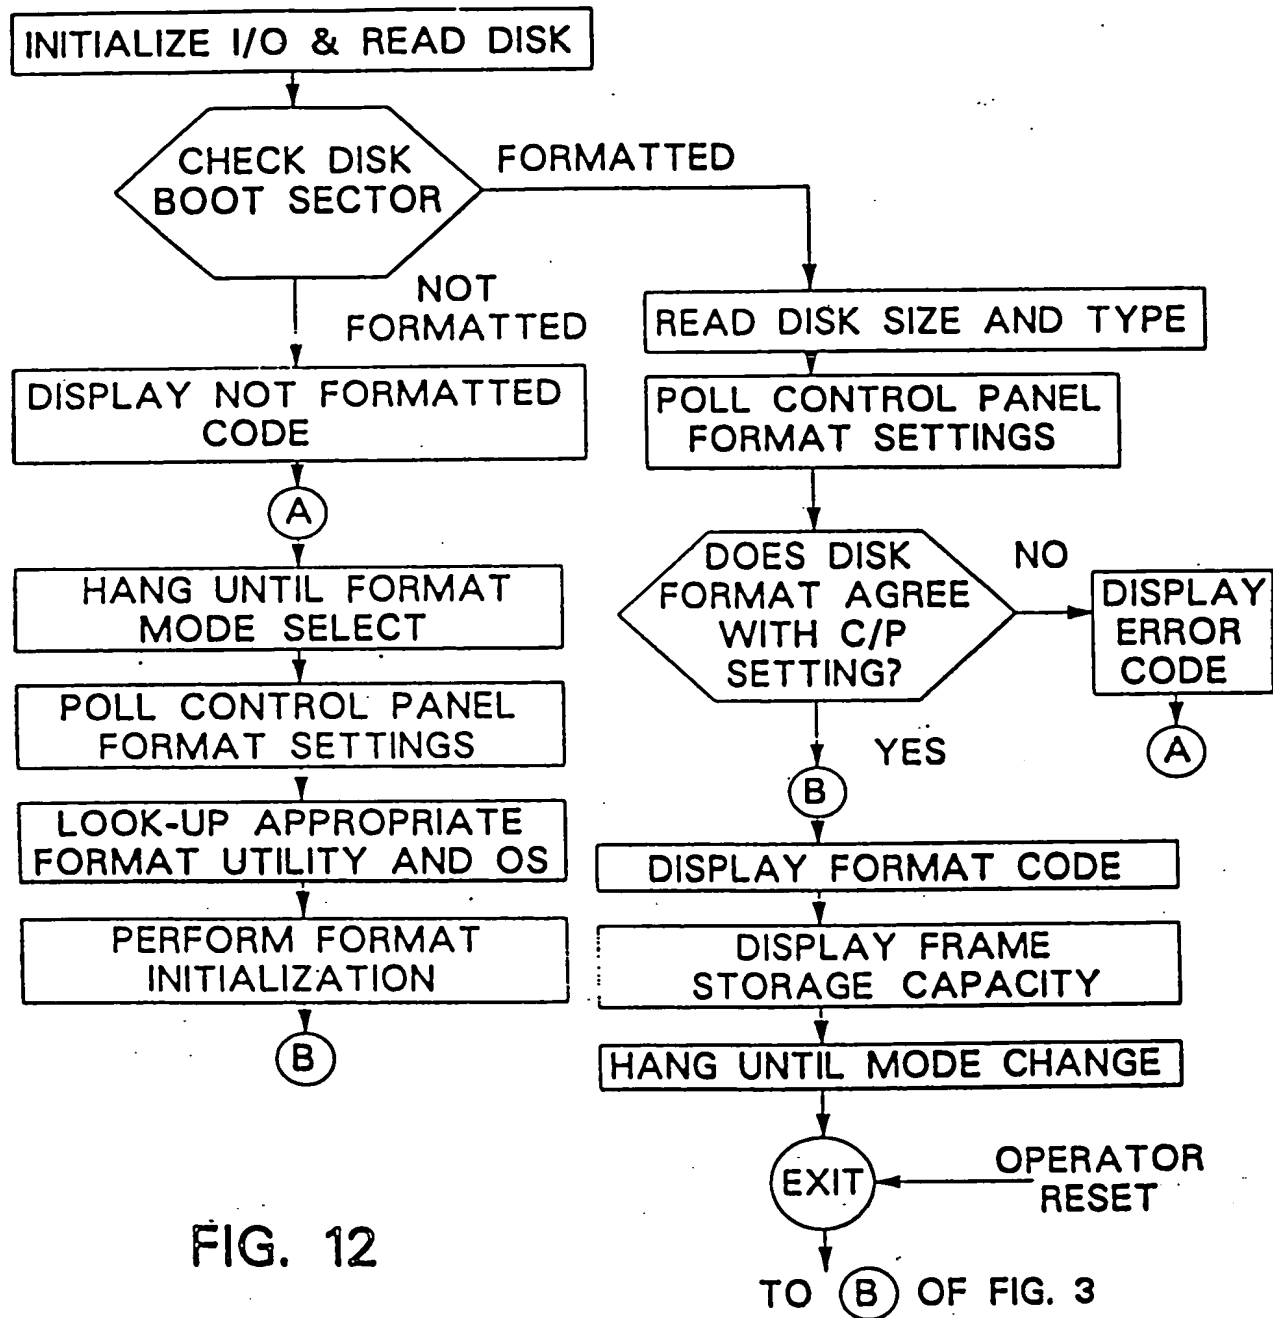 INITIALIZE I/O & READ DISK
CHECK DISK
BOOT SECTOR
FORMATTED
NOT
FORMATTED
DISPLAY NOT FORMATTED
CODE
A
HANG UNTIL FORMAT
MODE SELECT
POLL CONTROL PANEL
FORMAT SETTINGS
LOOK-UP APPROPRIATE
FORMAT UTILITY AND OS
PERFORM FORMAT
INITIALIZATION
B
READ DISK SIZE AND TYPE
POLL CONTROL PANEL
FORMAT SETTINGS
DOES DISK
FORMAT AGREE
WITH C/P
SETTING?
NO
DISPLAY
ERROR
CODE
A
YES
B
DISPLAY FORMAT CODE
DISPLAY FRAME
STORAGE CAPACITY
HANG UNTIL MODE CHANGE
EXIT
OPERATOR
RESET
TO B OF FIG. 3
FIG. 12